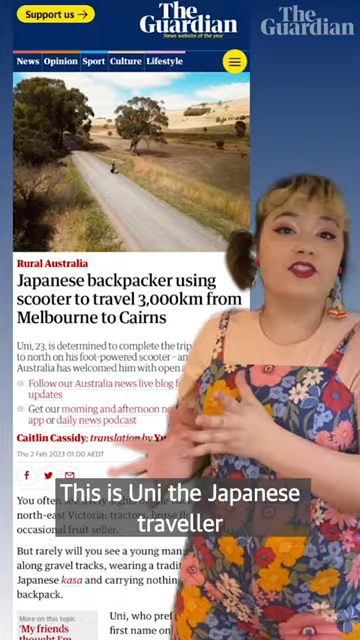 Support us →
The
Guardian
News website of the year
The
Guardian
News Opinion Sport Culture Lifestyle
Rural Australia
Japanese backpacker using
scooter to travel 3,000km from
Melbourne to Cairns
Uni, 23, is determined to complete the trip
to north on his foot-powered scooter – an
Australia has welcomed him with open
Follow our Australia news live blog
updates
Get our morning and afternoon
app or daily news podcast
Caitlin Cassidy; translation by
Thu 2 Feb 2023 01.00 AEDT
You often
This is Uni the Japanese
traveller
north-east Victoria: tractors, horse
occasional fruit seller.
But rarely will you see a young man
along gravel tracks, wearing a
Japanese kasa and carrying
backpack.
More on this topic
'My friends
thought I'm
Uni, who
first name on